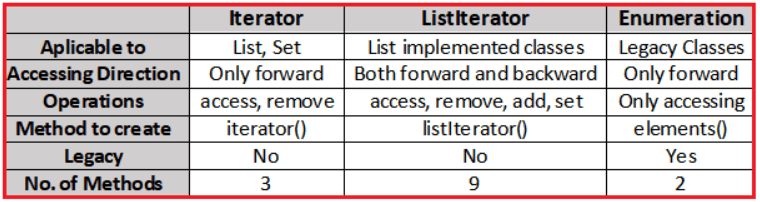 Iterator ListIterator Enumeration
Aplicable to List, Set List implemented classes Legacy Classes
Accessing Direction Only forward Both forward and backward Only forward
Operations access, remove access, remove, add, set Only accessing
Method to create iterator() listIterator() elements()
Legacy No No Yes
No. of Methods 3 9 2